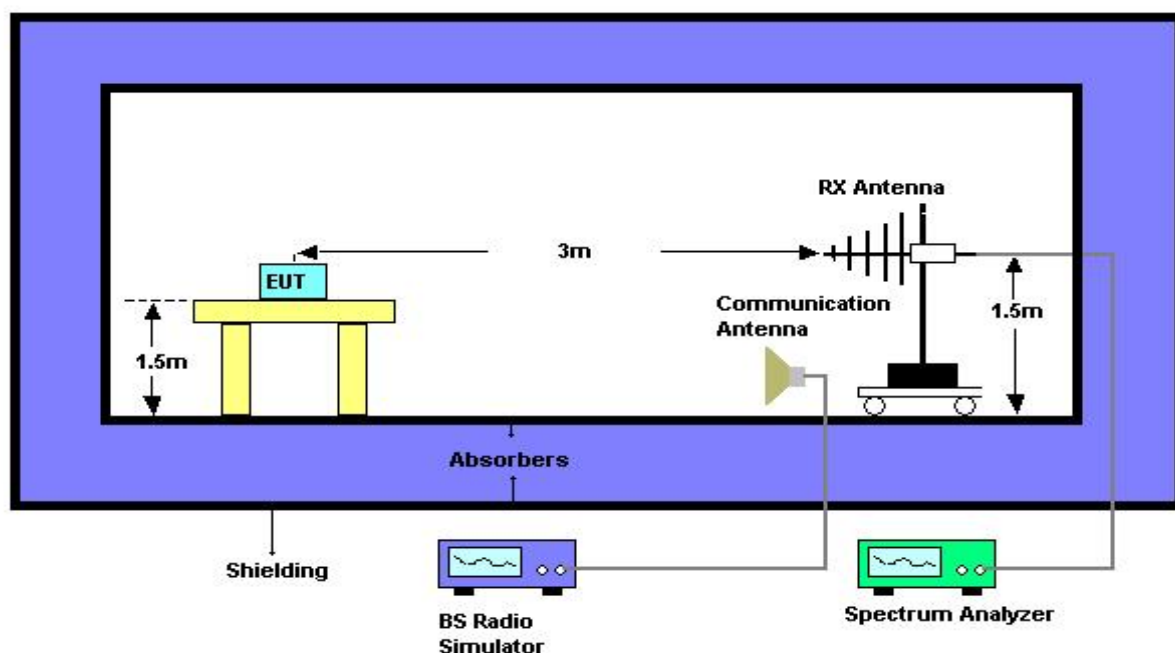 RX Antenna
3m
EUT
Communication
Antenna
1.5m
1.5m
Absorbers
Shielding
BS Radio
Simulator
Spectrum Analyzer